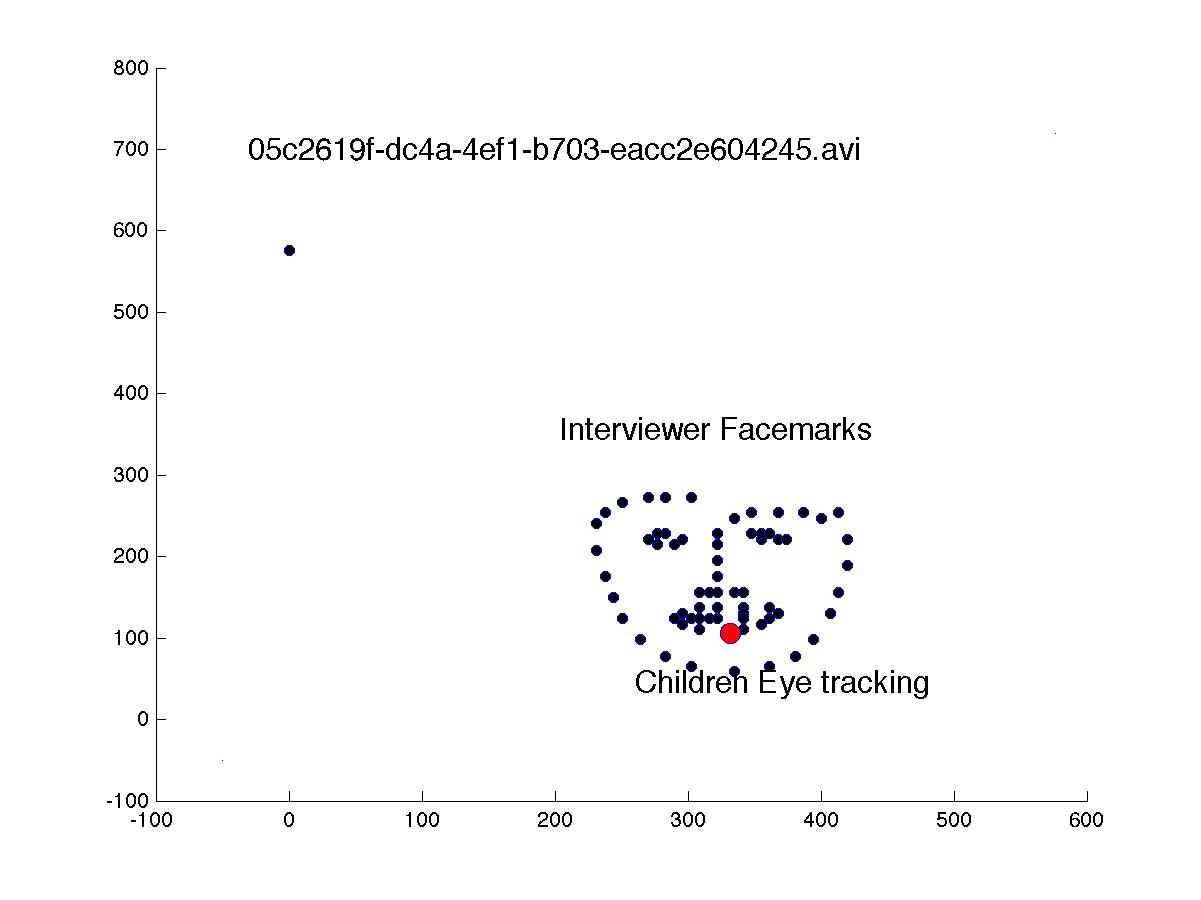 800
700
05c2619f-dc4a-4ef1-b703-eacc2e604245.avi
600
500
400
Interviewer Facemarks
300
200
100
Children Eye tracking
0
-100
-100 0 100 200 300 400 500 600